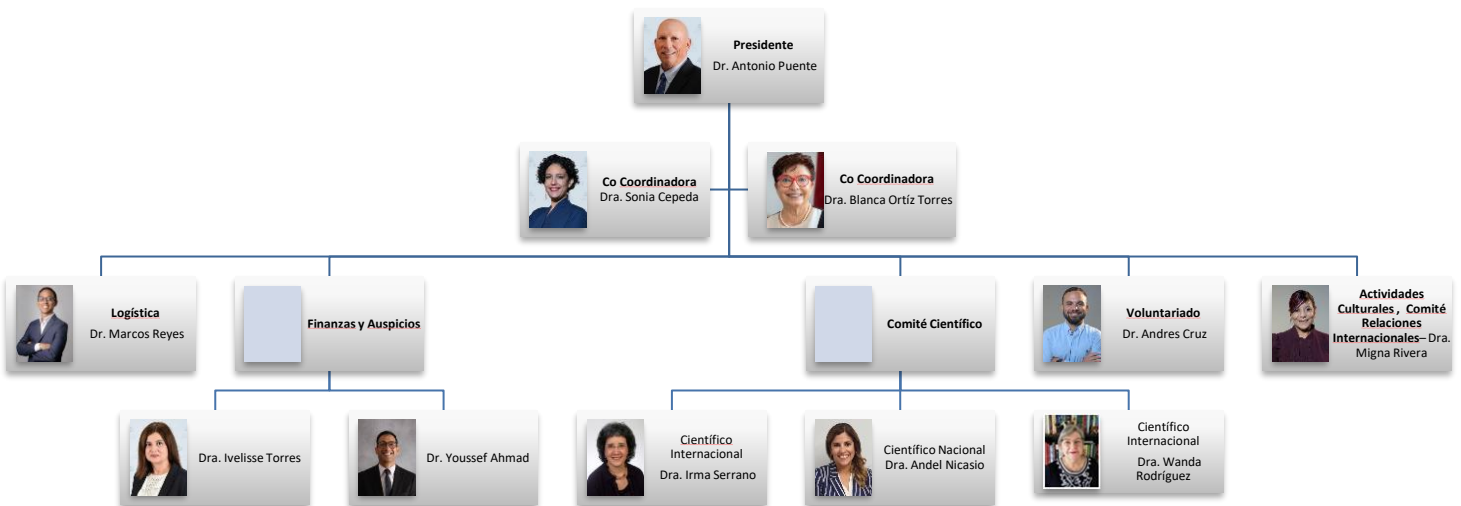 Presidente
Dr. Antonio Puente
Co Coordinadora
Dra. Sonia Cepeda
Co Coordinadora
Dra. Blanca Ortíz Torres
Logística
Dr. Marcos Reyes
Finanzas y Auspicios
Comité Científico
Voluntariado
Dr. Andres Cruz
Actividades
Culturales , Comité
Relaciones
Internacionales– Dra.
Migna Rivera
Dra. Ivelisse Torres
Dr. Youssef Ahmad
Científico
Internacional
Dra. Irma Serrano
Científico Nacional
Dra. Andel Nicasio
Científico
Internacional
Dra. Wanda
Rodríguez